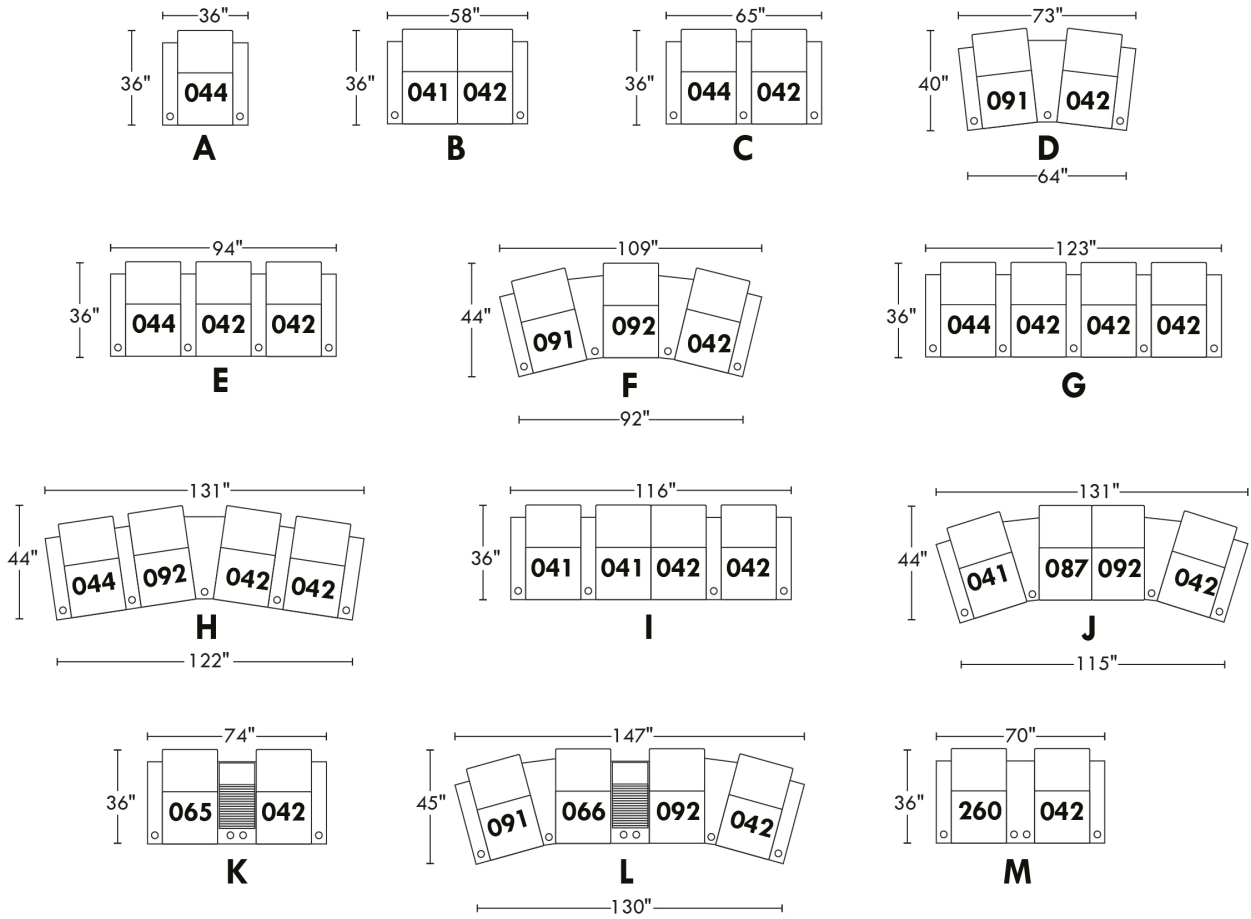 36" 58" 65" 73"
36" 044 36" 041 042 36" 044 042 40" 091 042
A B C D
64"
94" 109" 123"
36" 044 042 042 44" 091 092 042 36" 044 042 042 042
E F G
92"
131" 116" 131"
44" 044 092 042 042 36" 041 041 042 042 44" 041 087 092 042
H I J
122" 115"
74" 147" 70"
36" 065 042 45" 091 066 092 042 36" 260 042
K L M
130"